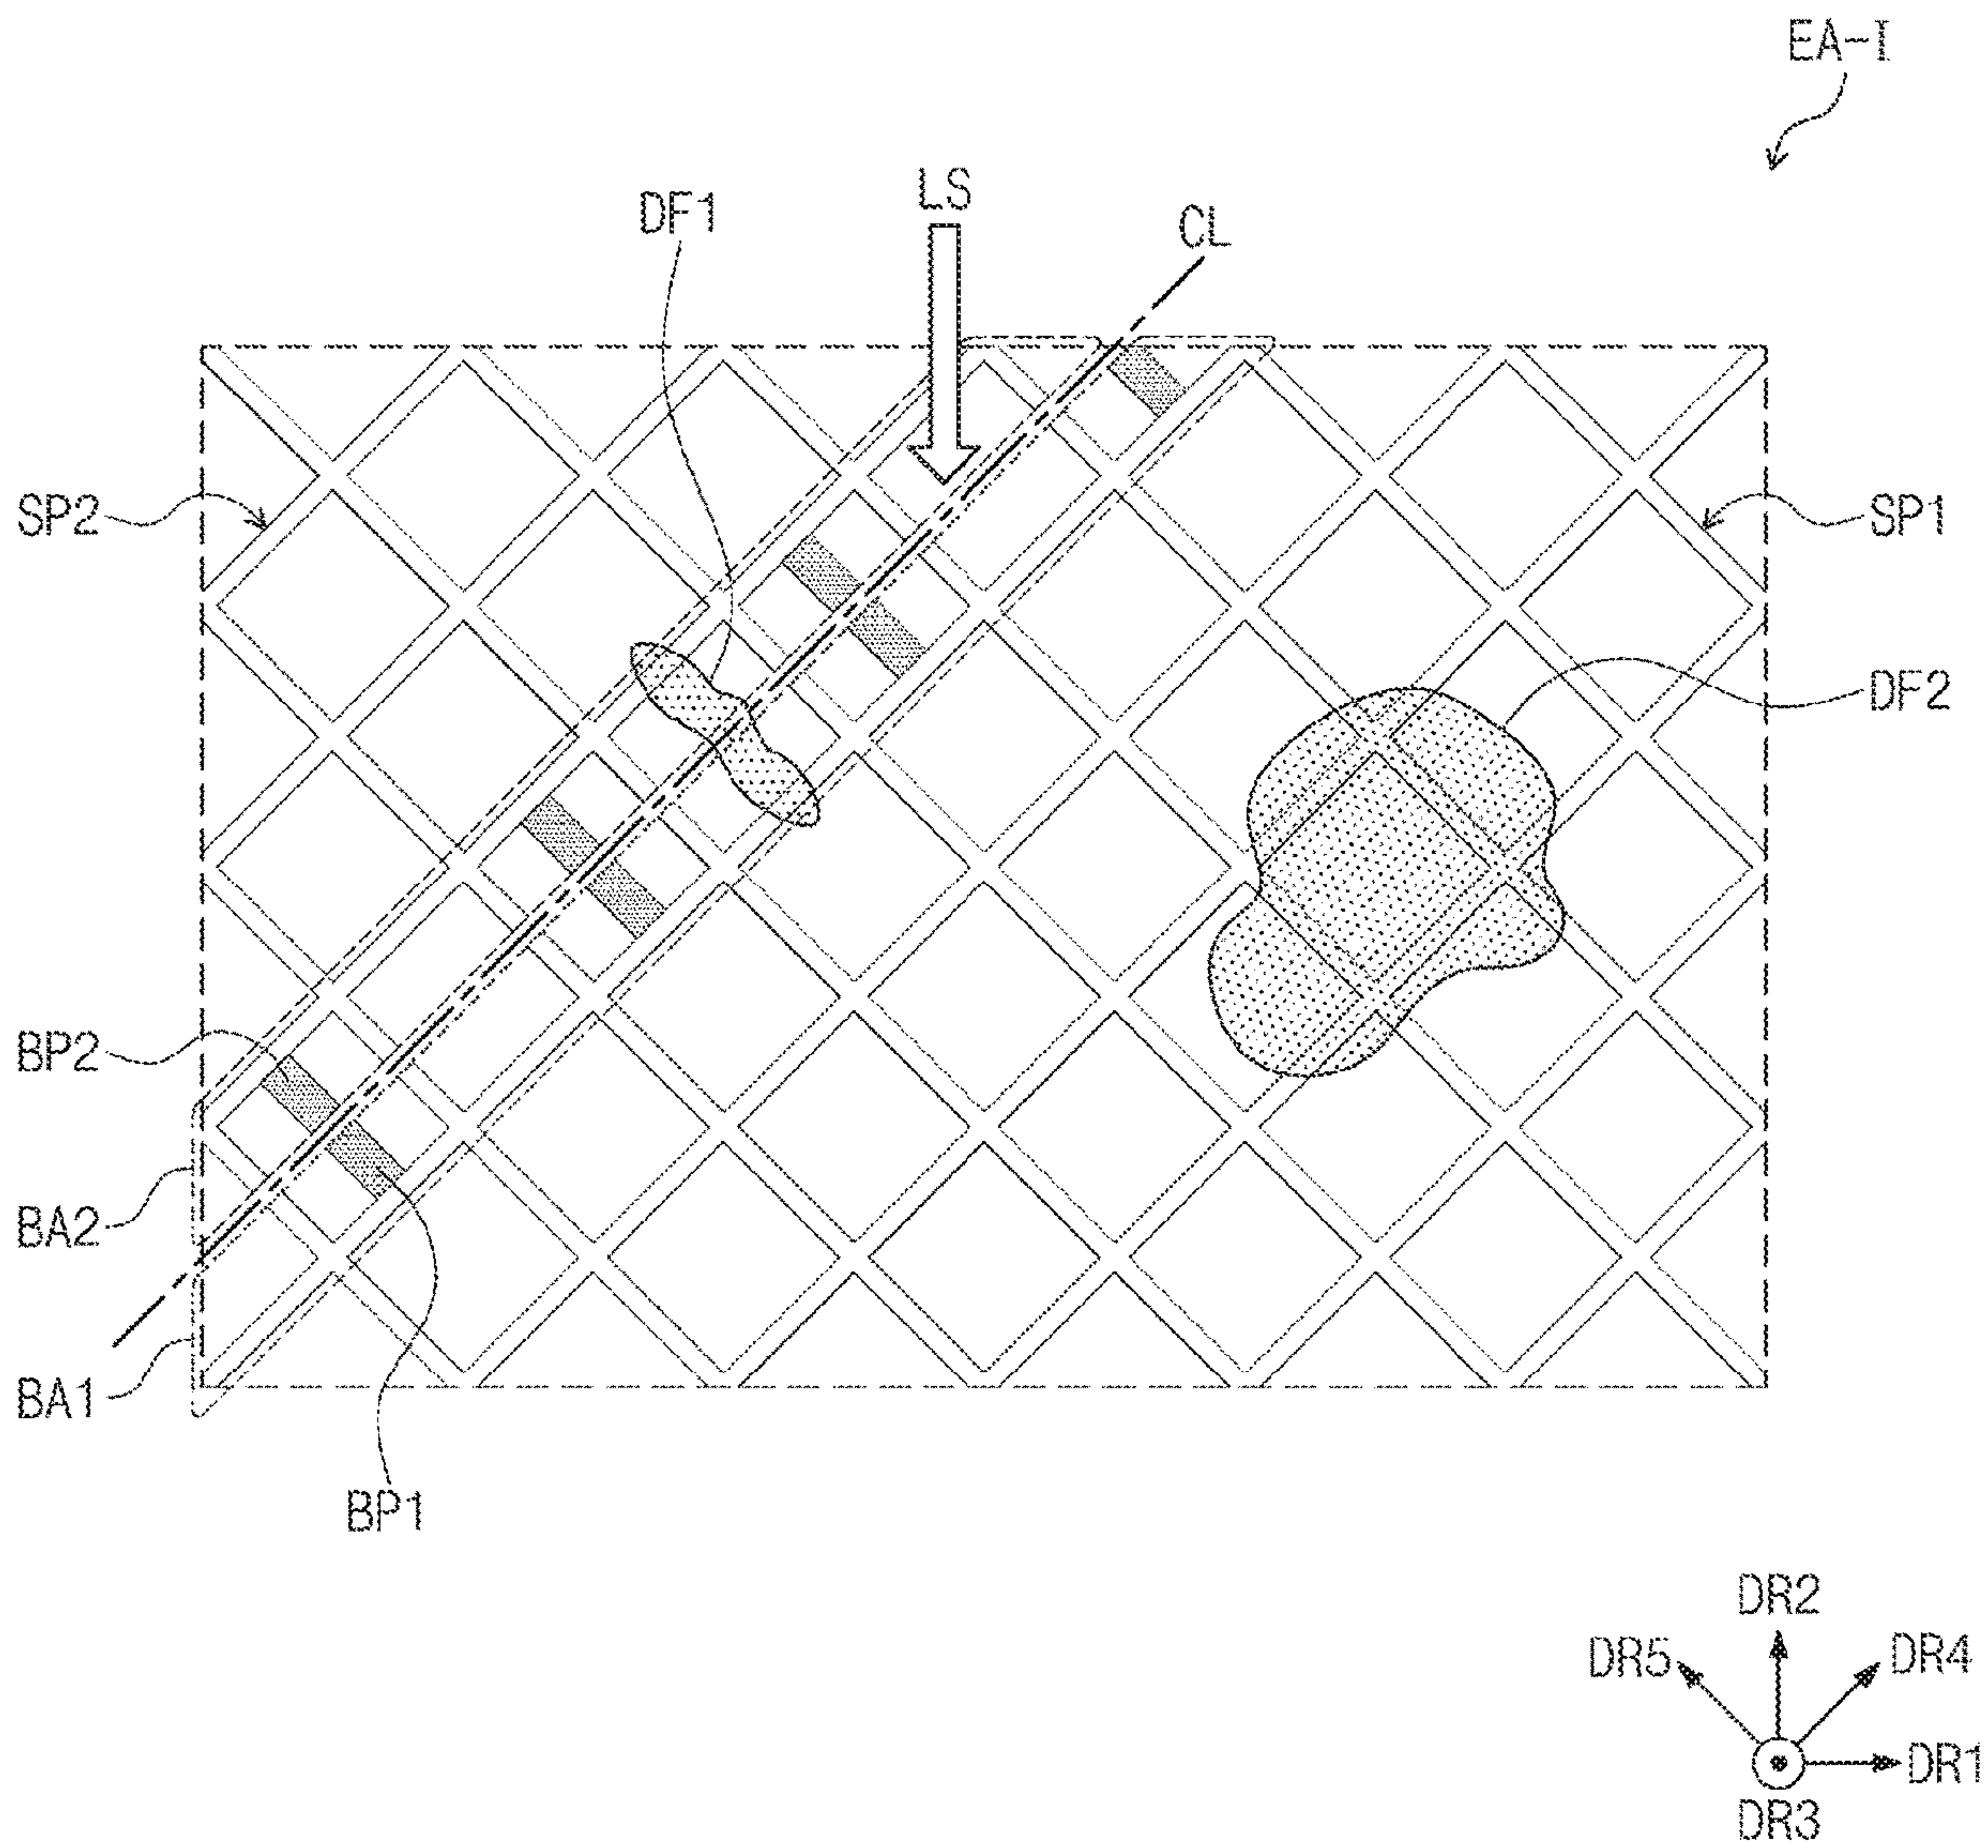 EA-I
LS
DF1
CL
SP2
SP1
DF2
BP2
BA2
BA1
BP1
DR2
DR5
DR4
DR1
DR3